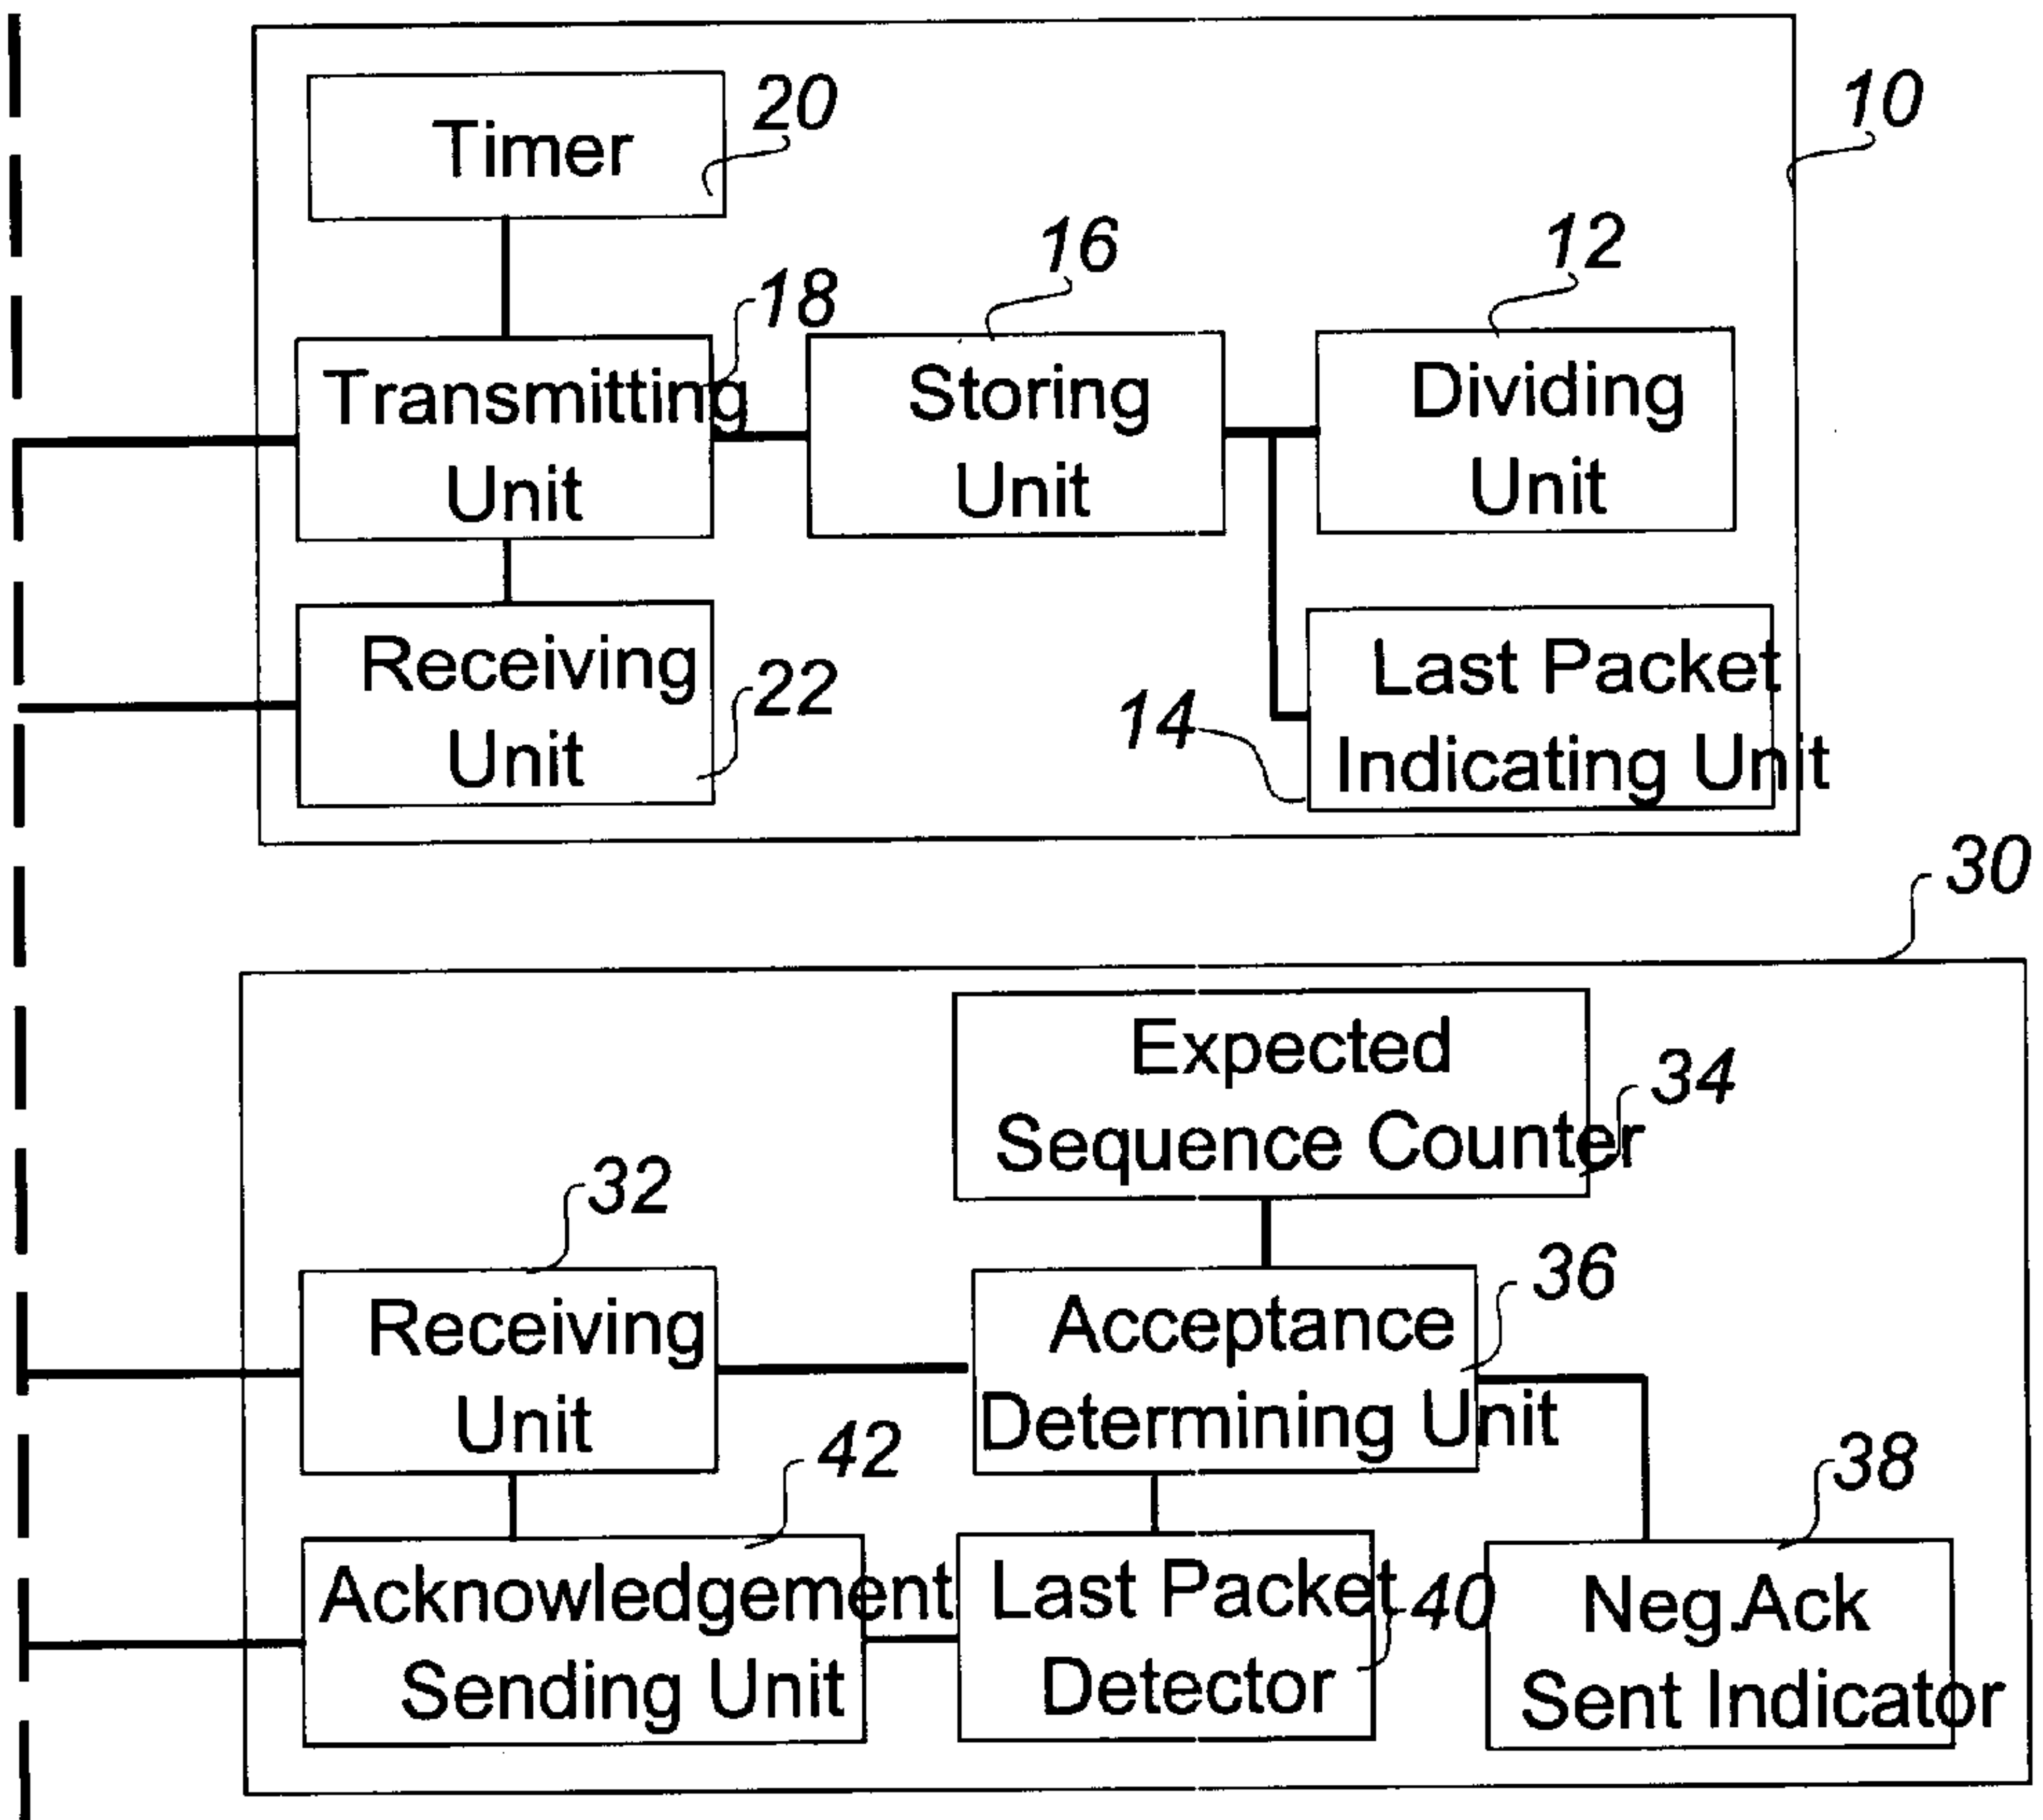 Timer
20
10
16
12
18
Transmitting
Unit
Storing
Unit
Dividing
Unit
Receiving
Unit
22
14
Last Packet
Indicating Unit
30
Expected
Sequence Counter
34
32
Receiving
Unit
Acceptance
Determining Unit
36
42
38
Acknowledgement
Sending Unit
Last Packet
Detector
40
Neg.Ack
Sent Indicator